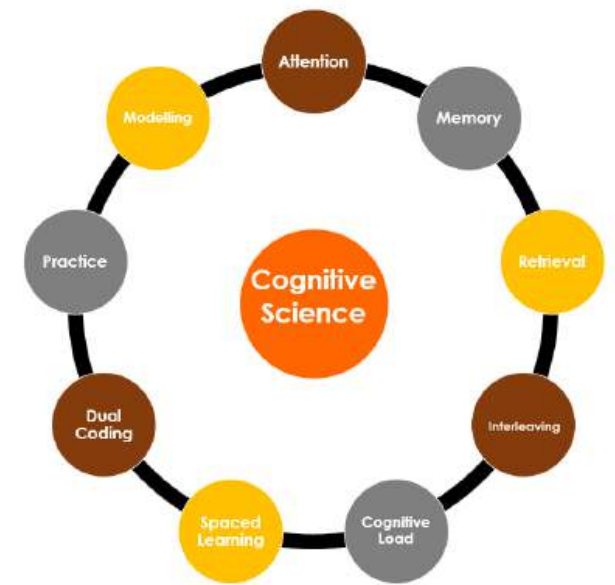 Attention
Memory
Retrieval
Interleaving
Cognitive
Load
Spaced
Learning
Dual
Coding
Practice
Modelling
Cognitive
Science